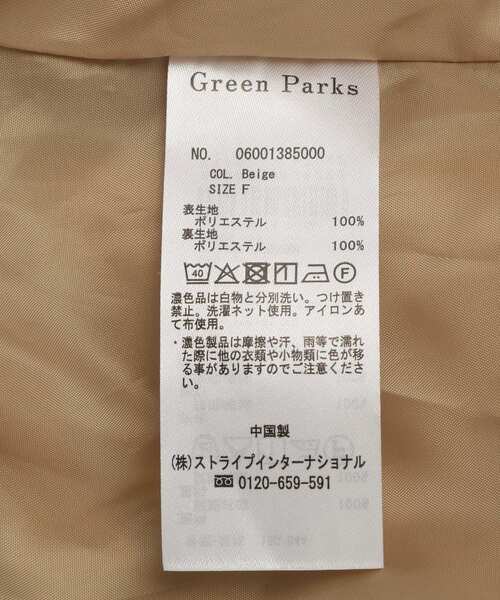 Green Parks
NO. 06001385000
COL. Beige
SIZE F
表生地
ポリエステル 100%
裏生地
ポリエステル 100%
40 F
濃色品は白物と分別洗い。つけ置き
禁止。洗濯ネット使用。アイロンあ
て布使用。
・濃色製品は摩擦や汗、雨等で濡れ
た際に他の衣類や小物類に色が移
る事がありますのでご注意くださ
い。
中国製
(株)ストライプインターナショナル
0120-659-591